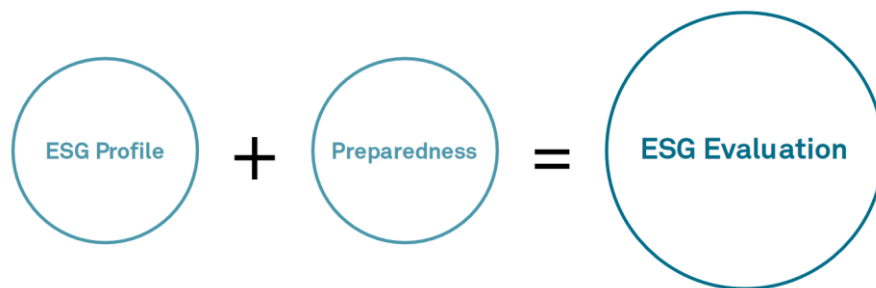 ESG Profile + Preparedness = ESG Evaluation